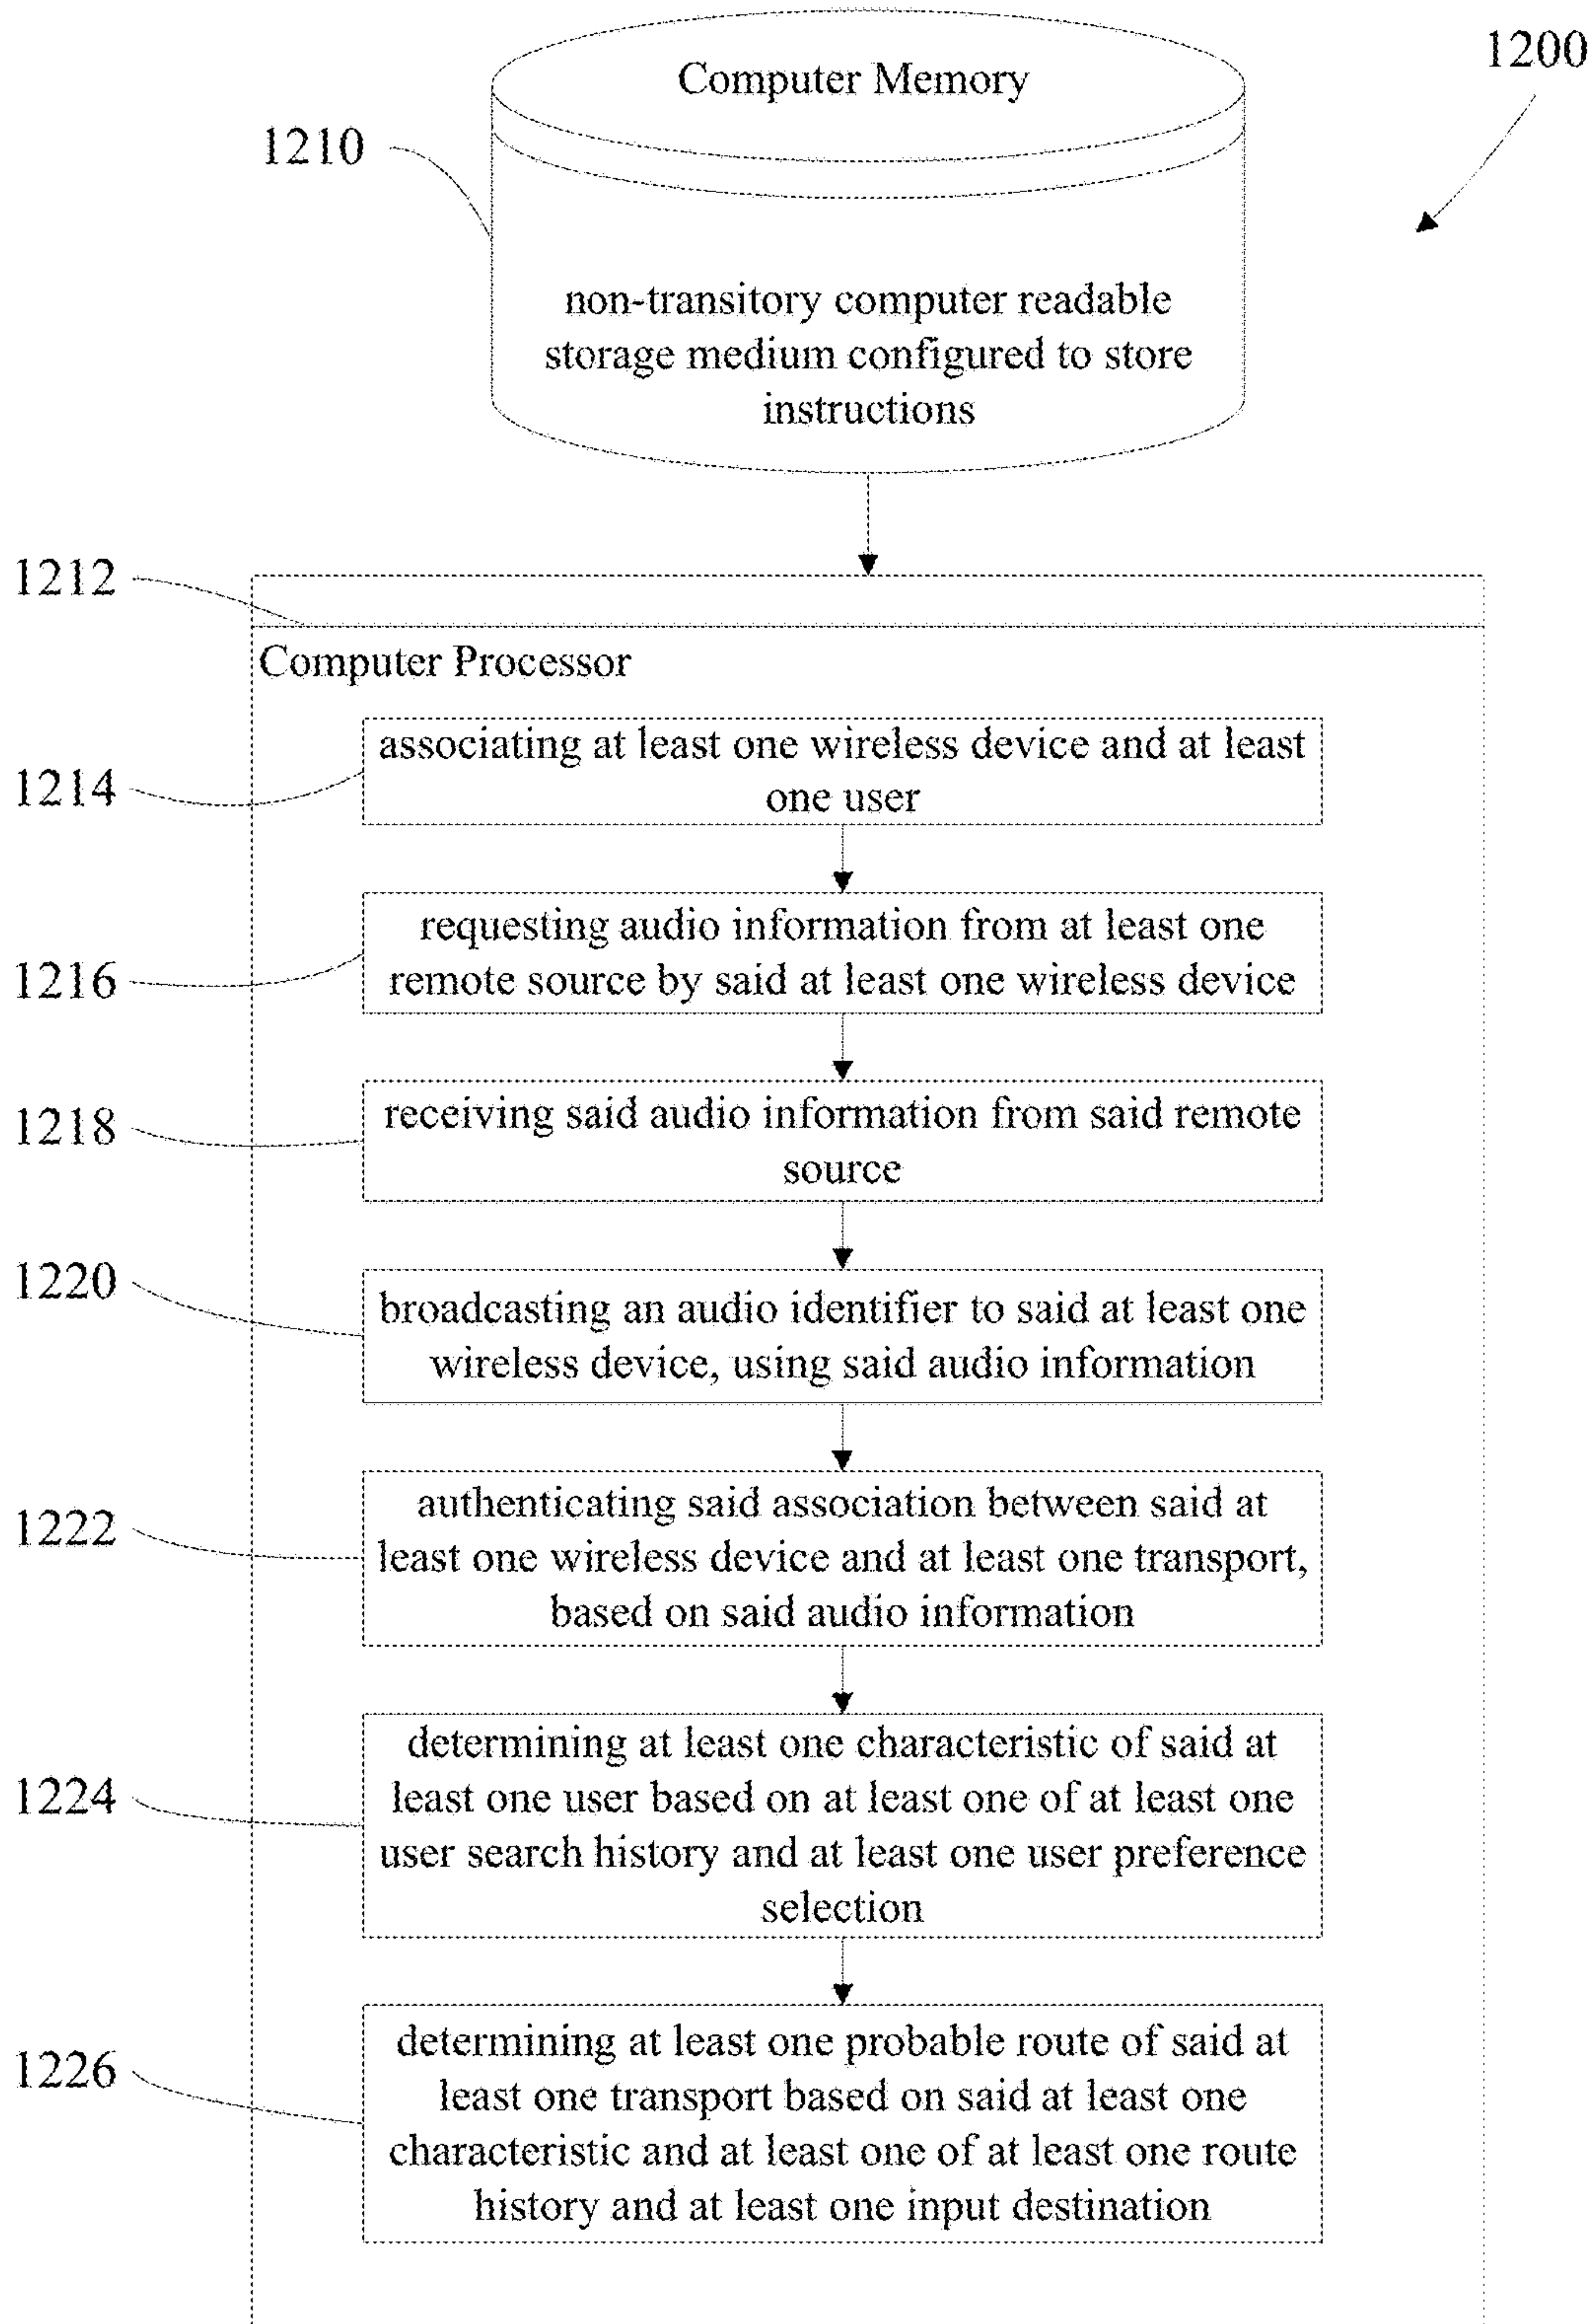 Computer Memory
1200
1210
non-transitory computer readable
storage medium configured to store
instructions
1212
Computer Processor
1214
associating at least one wireless device and at least
one user
1216
requesting audio information from at least one
remote source by said at least one wireless device
1218
receiving said audio information from said remote
source
1220
broadcasting an audio identifier to said at least one
wireless device, using said audio information
1222
authenticating said association between said at
least one wireless device and at least one transport,
based on said audio information
1224
determining at least one characteristic of said at
least one user based on at least one of at least one
user search history and at least one user preference
selection
1226
determining at least one probable route of said at
least one transport based on said at least one
characteristic and at least one of at least one route
history and at least one input destination